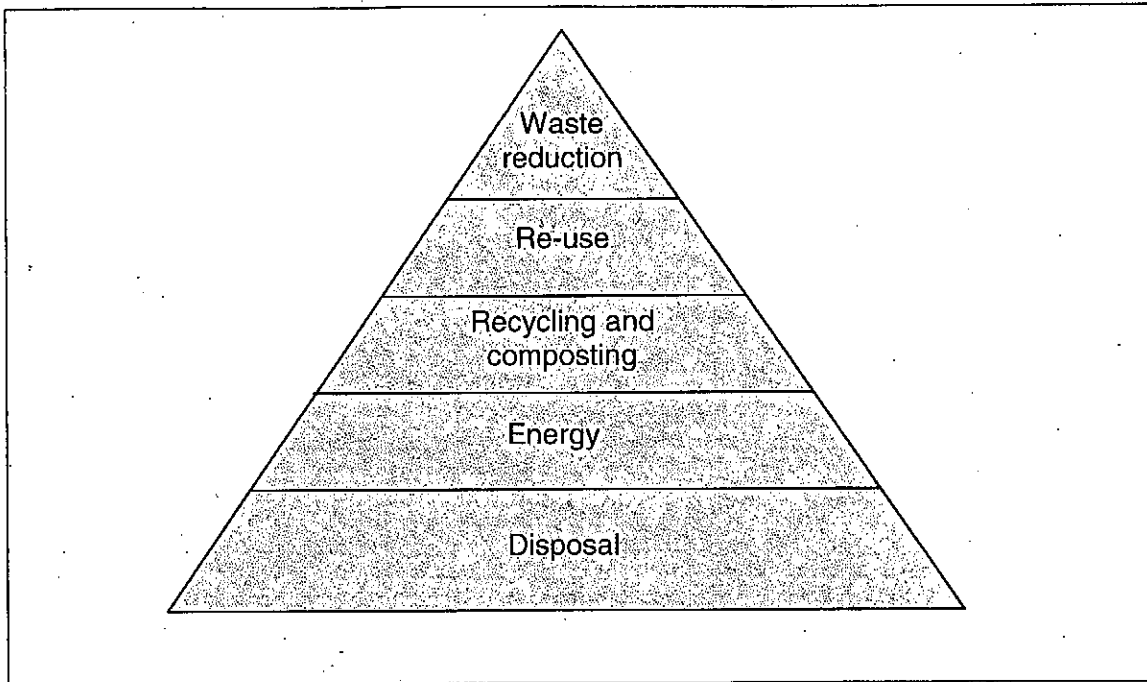 Waste
reduction
Re-use
Recycling and
composting
Energy
Disposal